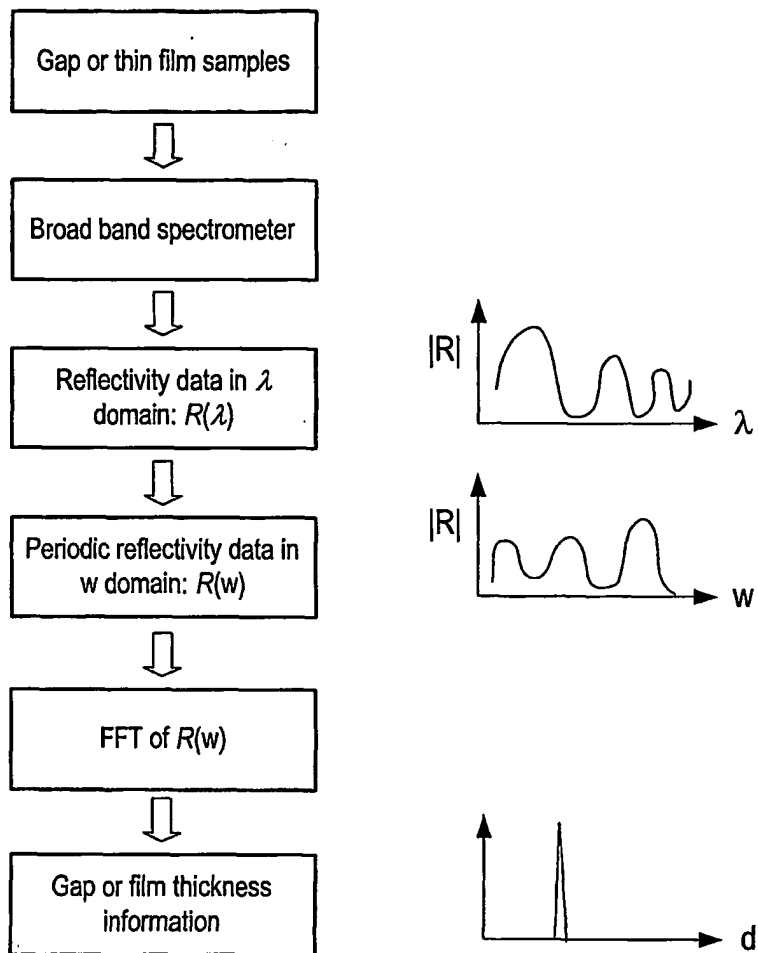 Gap or thin film samples
Broad band spectrometer
Reflectivity data in λ
domain: R(λ)
|R|
λ
Periodic reflectivity data in
w domain: R(w)
|R|
w
FFT of R(w)
Gap or film thickness
information
d